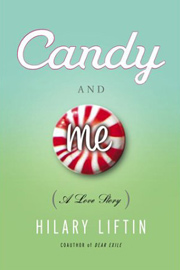 Candy
AND
me
(A Love Story)
HILARY LIFTIN
COAUTHOR OF DEAR EXILE